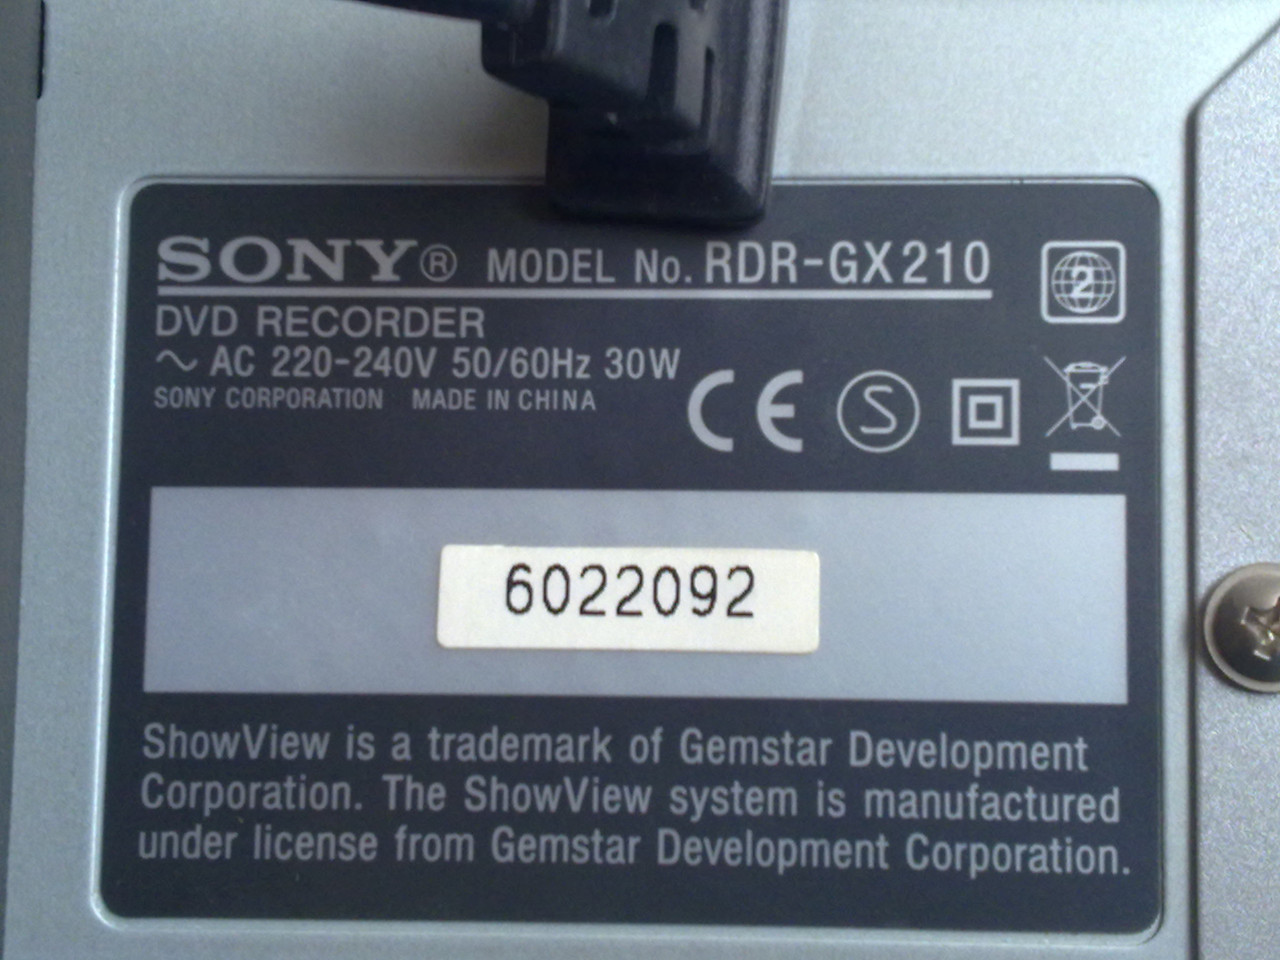 SONY® MODEL No. RDR-GX210
2
DVD RECORDER
~ AC 220-240V 50/60Hz 30W
SONY CORPORATION MADE IN CHINA
CE S
6022092
ShowView is a trademark of Gemstar Development
Corporation. The ShowView system is manufactured
under license from Gemstar Development Corporation.